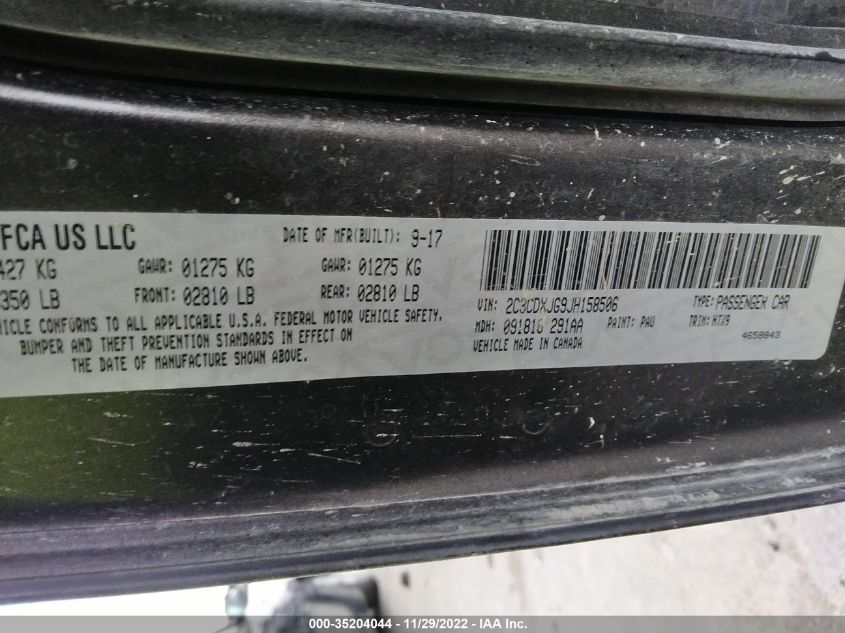 FCA US LLC
DATE OF MFR(BUILT): 9-17
427 KG GAWR: 01275 KG GAWR: 01275 KG
350 LB FRONT: 02810 LB REAR: 02810 LB
VEHICLE CONFORMS TO ALL APPLICABLE U.S.A. FEDERAL MOTOR VEHICLE SAFETY,
BUMPER AND THEFT PREVENTION STANDARDS IN EFFECT ON
THE DATE OF MANUFACTURE SHOWN ABOVE.
VIN: 2C3CDXJG9JH158506 TYPE: PASSENGER CAR
MDH: 091816 291AA PAINT: PAU TRIM: HTX9
VEHICLE MADE IN CANADA 4658843
000-35204044 - 11/29/2022 - IAA Inc.